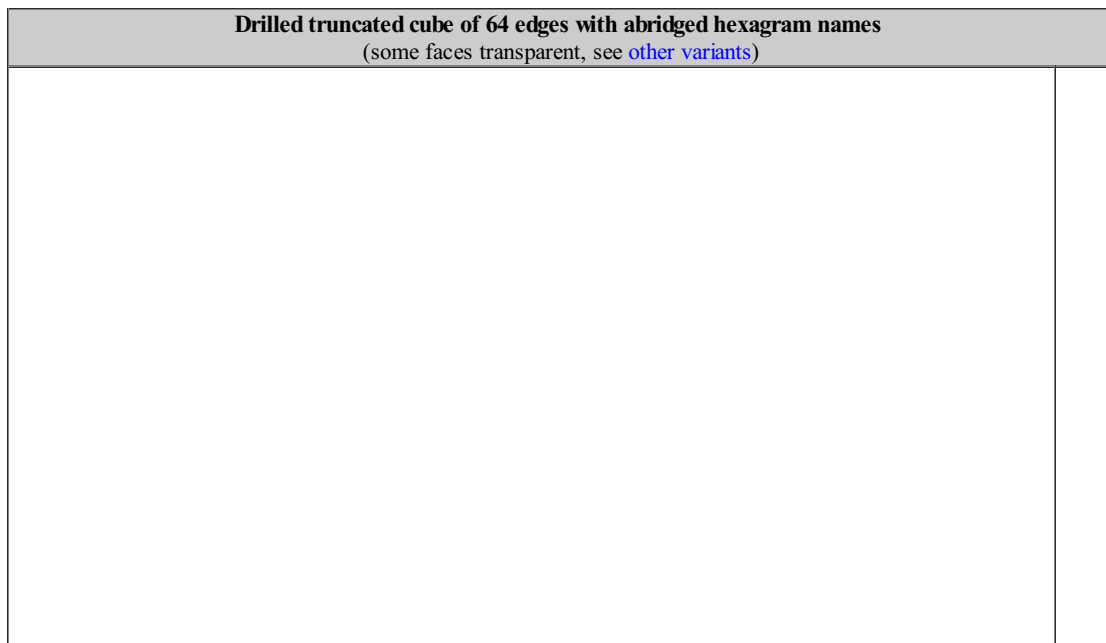 Drilled truncated cube of 64 edges with abridged hexagram names
(some faces transparent, see other variants)